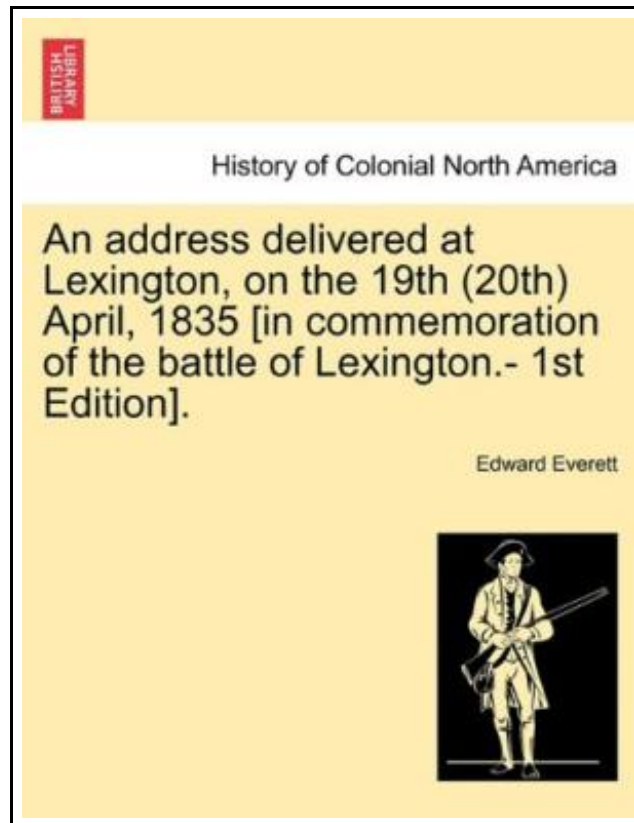 BRITISH
LIBRARY
History of Colonial North America
An address delivered at
Lexington, on the 19th (20th)
April, 1835 [in commemoration
of the battle of Lexington.- 1st
Edition].
Edward Everett